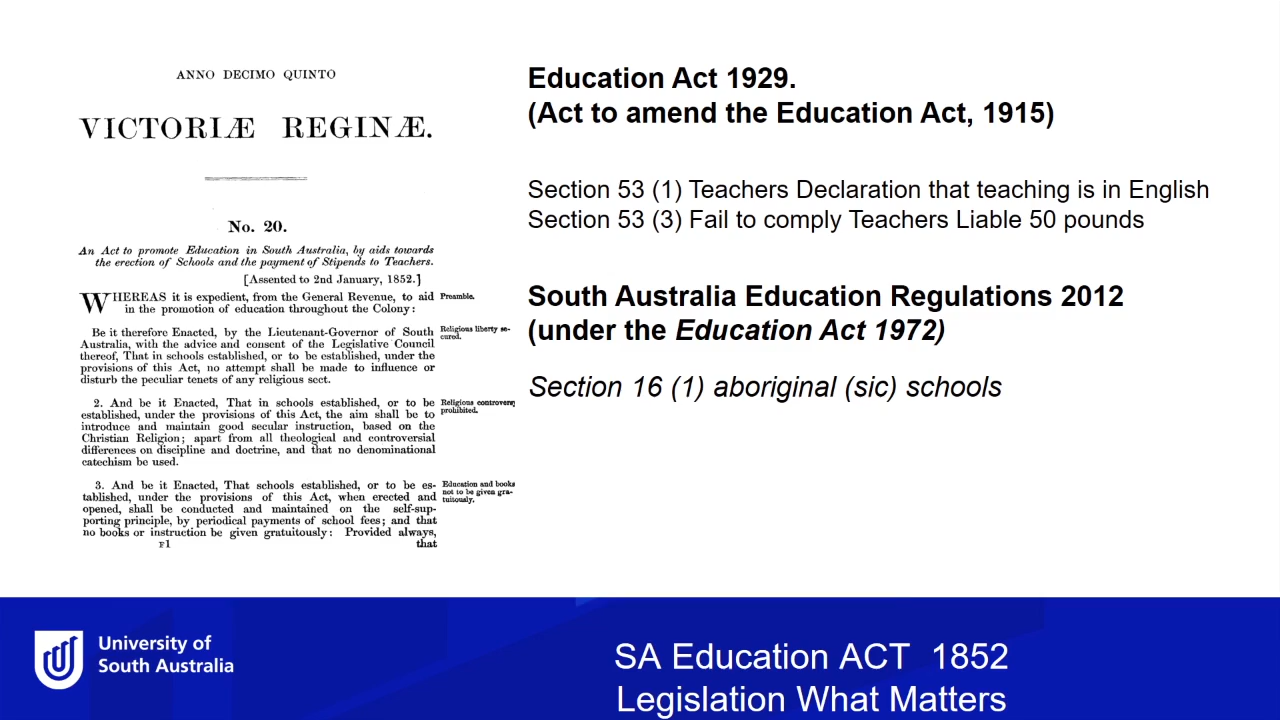 ANNO DECIMO QUINTO
VICTORIÆ REGINÆ.
No. 20.
An Act to promote Education in South Australia, by aids towards
the erection of Schools and the payment of Stipends to Teachers.
[Assented to 2nd January, 1852.]
WHEREAS it is expedient, from the General Revenue, to aid
in the promotion of education throughout the Colony:
Preamble.
Be it therefore Enacted, by the Lieutenant-Governor of South
Australia, with the advice and consent of the Legislative Council
thereof, That in schools established, or to be established, under the
provisions of this Act, no attempt shall be made to influence or
disturb the peculiar tenets of any religious sect.
Religious liberty se-
cured.
2. And be it Enacted, That in schools established, or to be
established, under the provisions of this Act, the aim shall be to
introduce and maintain good secular instruction, based on the
Christian Religion; apart from all theological and controversial
differences on discipline and doctrine, and that no denominational
catechism be used.
Religious controversy
prohibited.
3. And be it Enacted, That schools established, or to be es-
tablished, under the provisions of this Act, when erected and
opened, shall be conducted and maintained on the self-sup-
porting principle, by periodical payments of school fees; and that
no books or instruction be given gratuitously: Provided always,
F1 that
Education and books
not to be given gra-
tuitously.
Education Act 1929.
(Act to amend the Education Act, 1915)
Section 53 (1) Teachers Declaration that teaching is in English
Section 53 (3) Fail to comply Teachers Liable 50 pounds
South Australia Education Regulations 2012
(under the Education Act 1972)
Section 16 (1) aboriginal (sic) schools
University of
South Australia
SA Education ACT 1852
Legislation What Matters